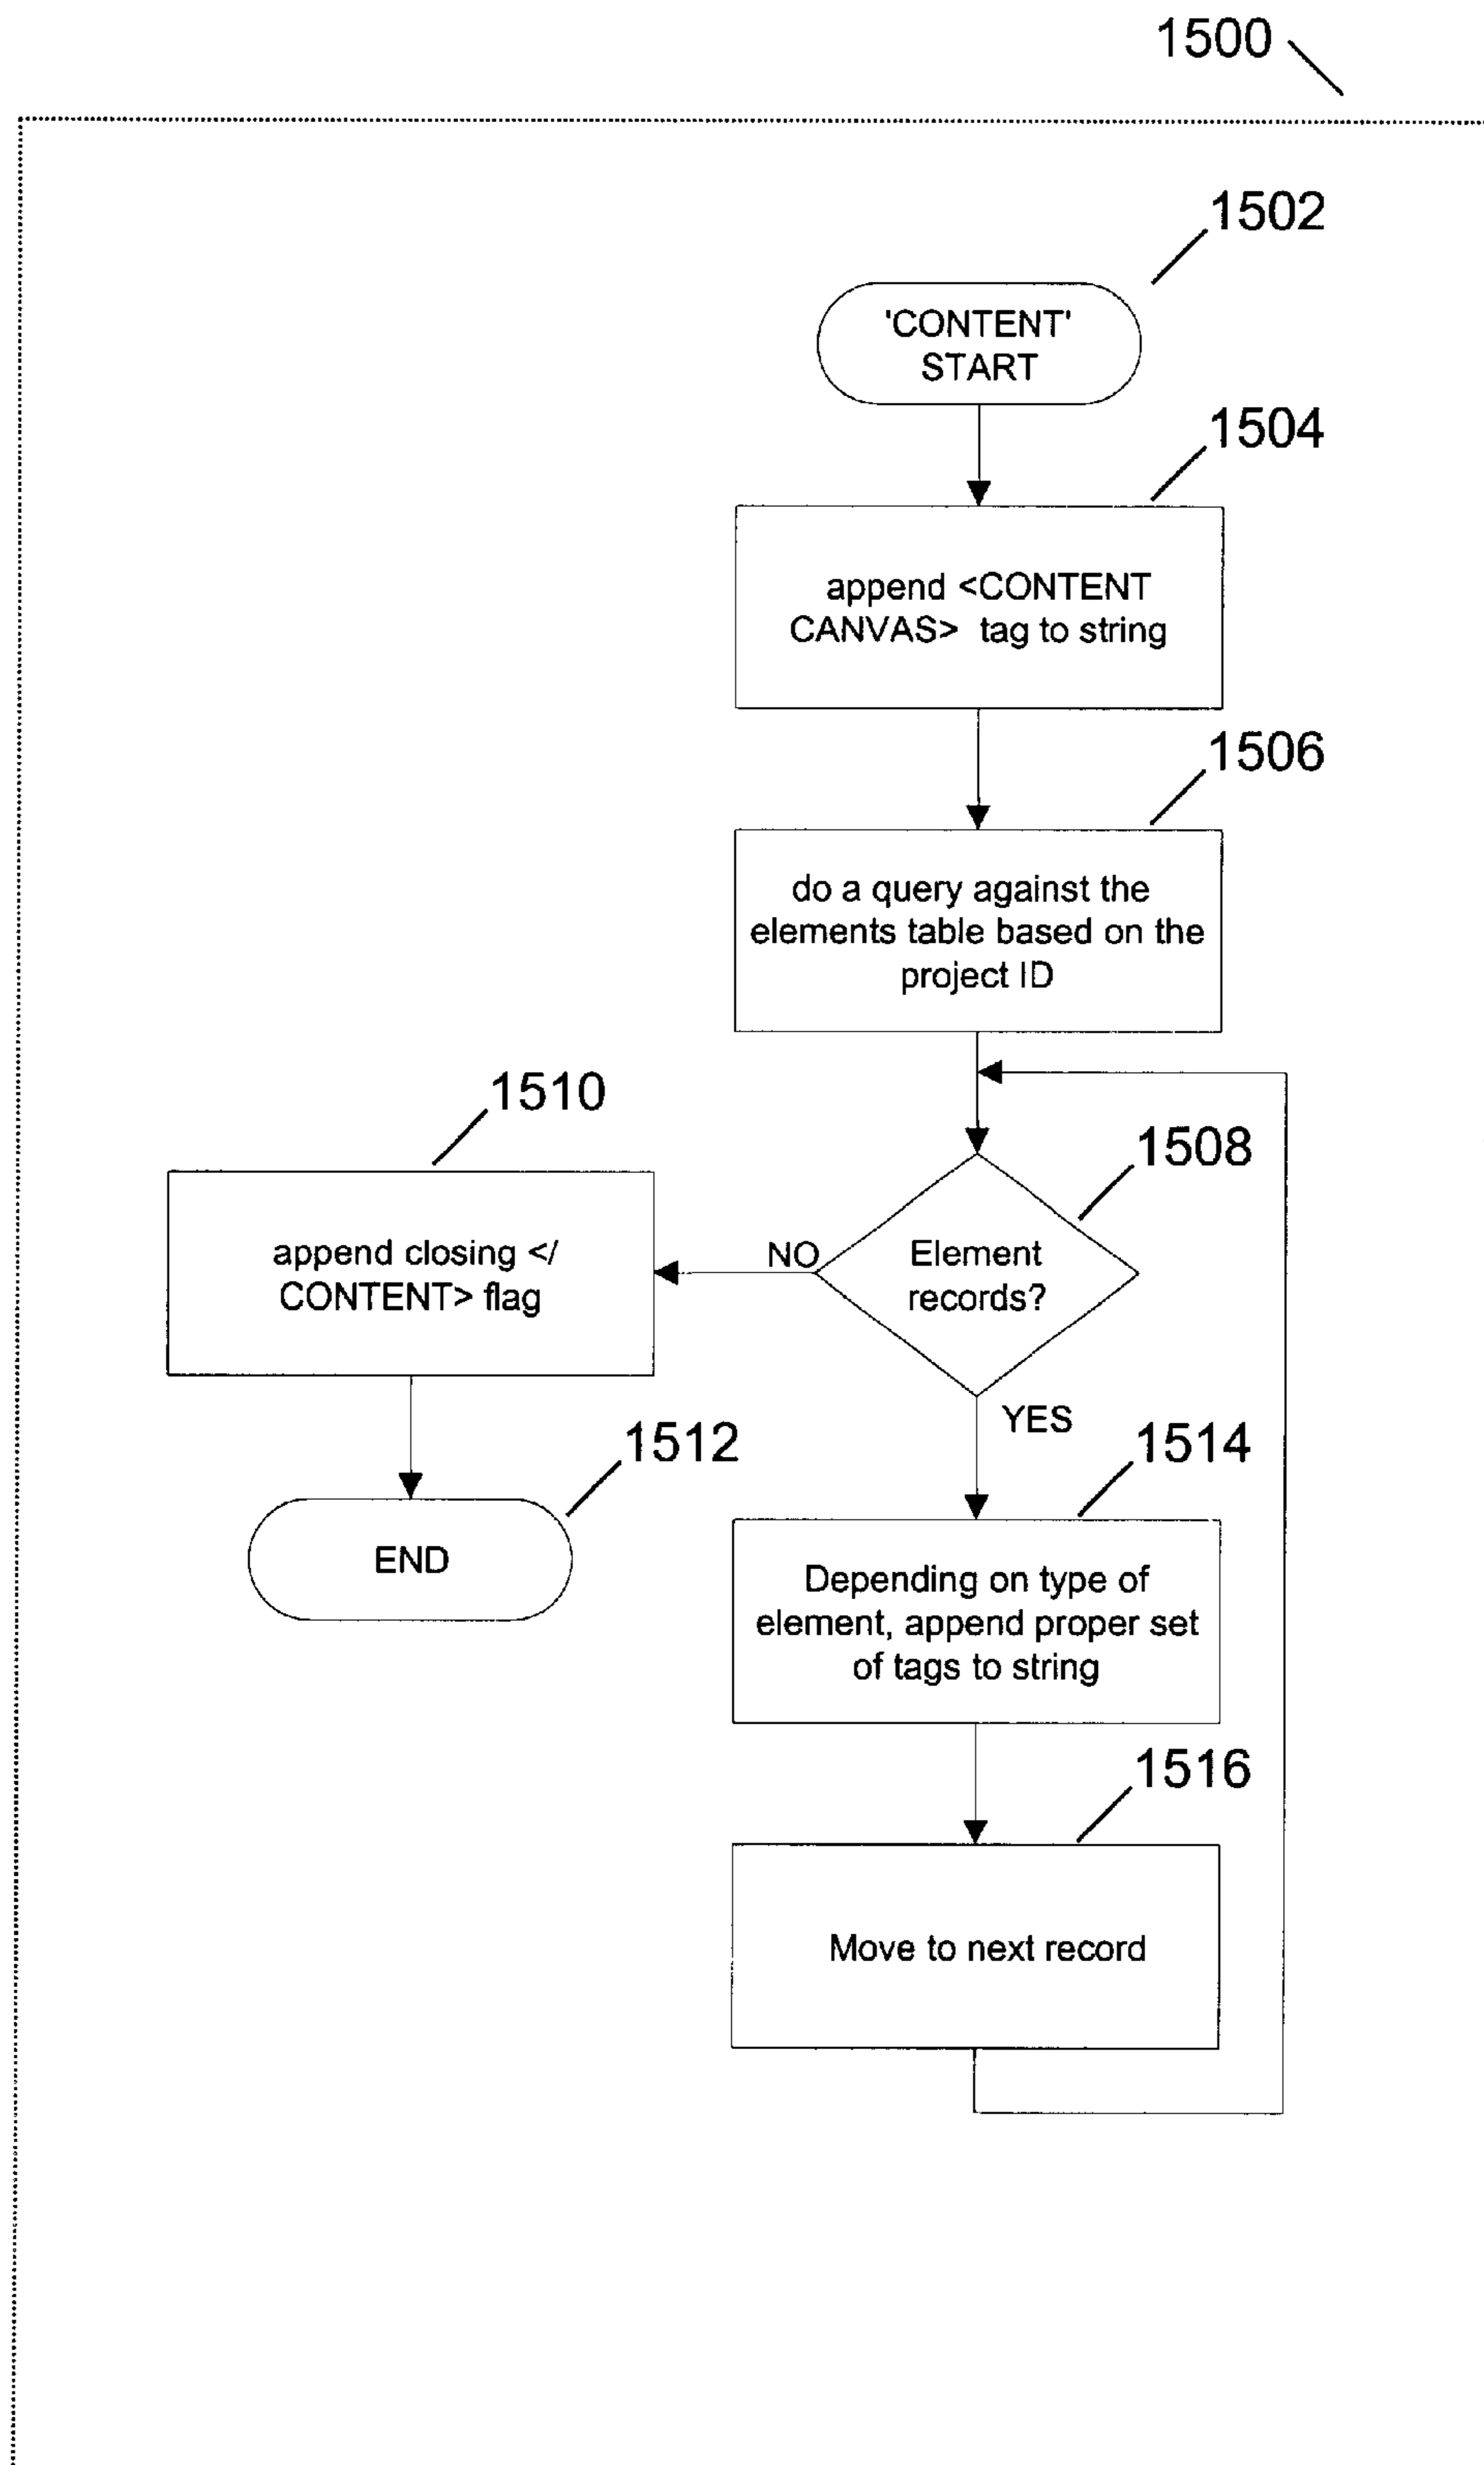 1500
1502
'CONTENT'
START
1504
append <CONTENT
CANVAS> tag to string
1506
do a query against the
elements table based on the
project ID
1510
1508
append closing </
CONTENT> flag
NO
Element
records?
YES
1512
1514
END
Depending on type of
element, append proper set
of tags to string
1516
Move to next record